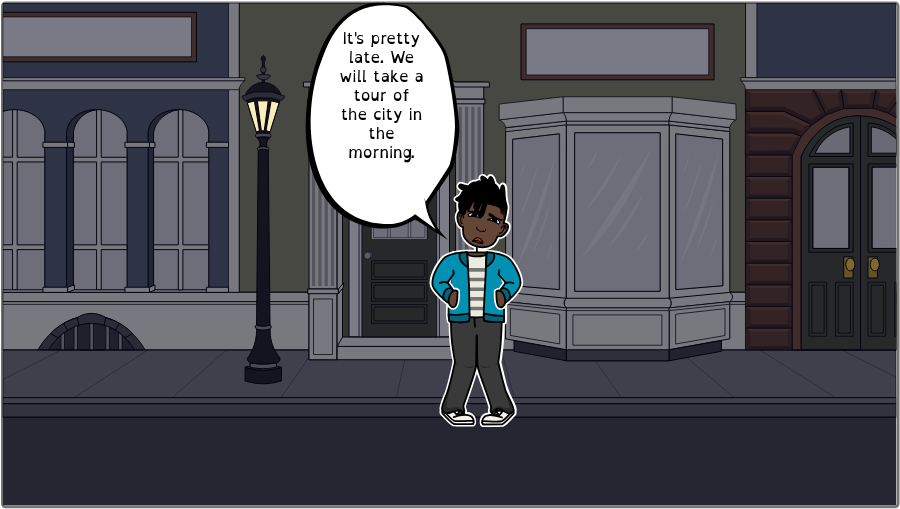 It's pretty
late. We
will take a
tour of
the city in
the
morning.